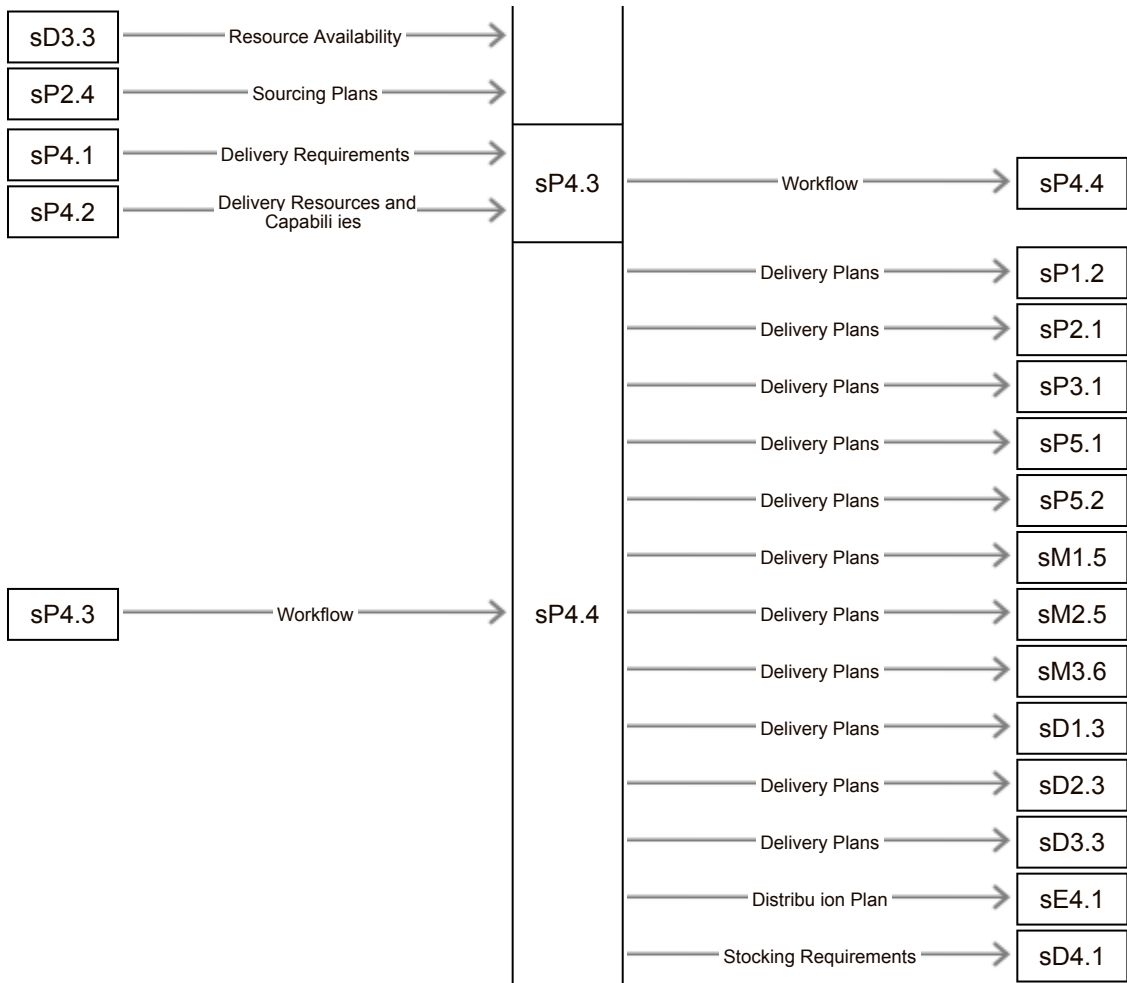 sD3.3
Resource Availability
sP2.4
Sourcing Plans
sP4.1
Delivery Requirements
sP4.2
Delivery Resources and
Capabili ies
sP4.3
Workflow
sP4.4
Delivery Plans
sP1.2
Delivery Plans
sP2.1
Delivery Plans
sP3.1
Delivery Plans
sP5.1
Delivery Plans
sP5.2
Delivery Plans
sM1.5
sP4.3
Workflow
sP4.4
Delivery Plans
sM2.5
Delivery Plans
sM3.6
Delivery Plans
sD1.3
Delivery Plans
sD2.3
Delivery Plans
sD3.3
Distribu ion Plan
sE4.1
Stocking Requirements
sD4.1